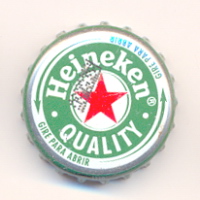 Heineken®
· QUALITY ·
GIRE PARA ABRIR
GIRE PARA ABRIR